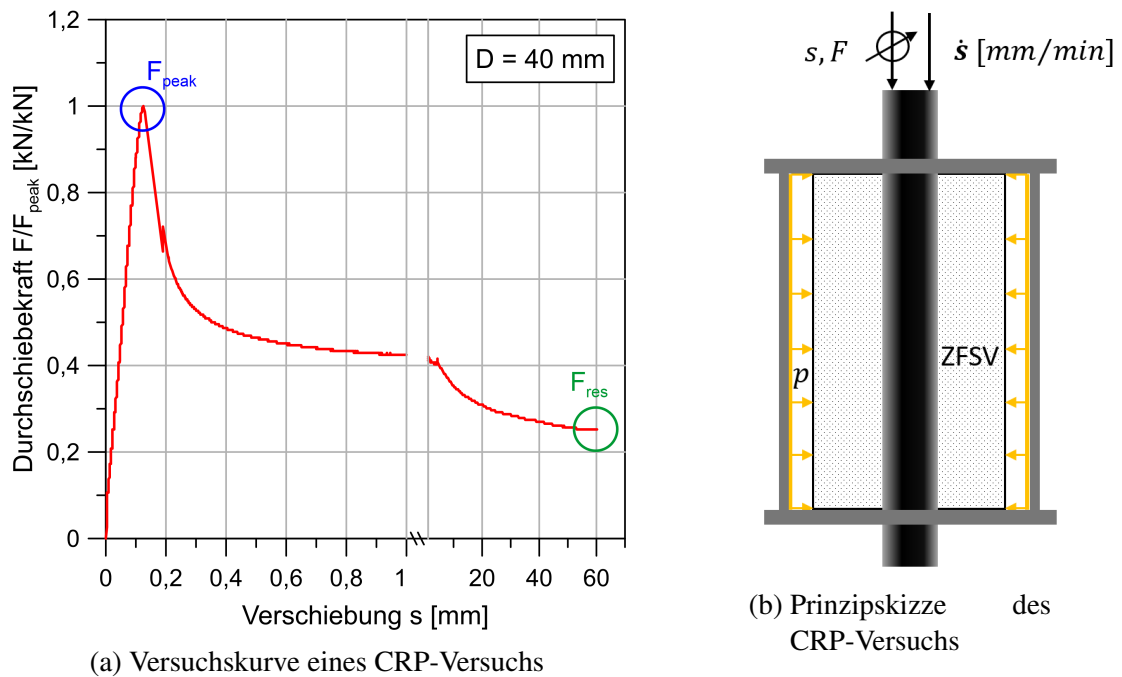 1,2
1
0,8
0,6
0,4
0,2
0
Durchschiebekraft F/F_peak [kN/kN]
F_peak
D = 40 mm
F_res
0 0,2 0,4 0,6 0,8 1 20 40 60
Verschiebung s [mm]
(a) Versuchskurve eines CRP-Versuchs
s, F
ṡ [mm/min]
p
ZFSV
(b) Prinzipskizze des
CRP-Versuchs